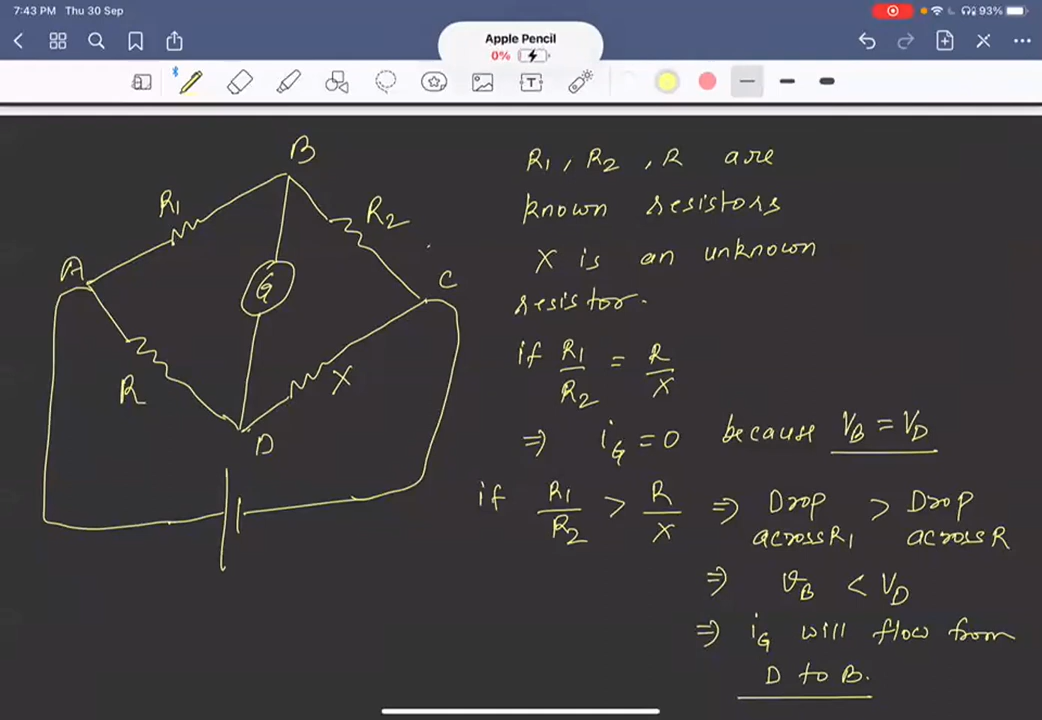 7:43 PM Thu 30 Sep
93%
Apple Pencil
0%
T
B
R1
R2
A
G
C
R
X
D
R1, R2, R are
known resistors
X is an unknown
resistor.
if R1/R2 = R/X
⇒ iG = 0 because VB = VD
if R1/R2 > R/X ⇒ Drop across R1 > Drop across R
⇒ VB < VD
⇒ iG will flow from
D to B.